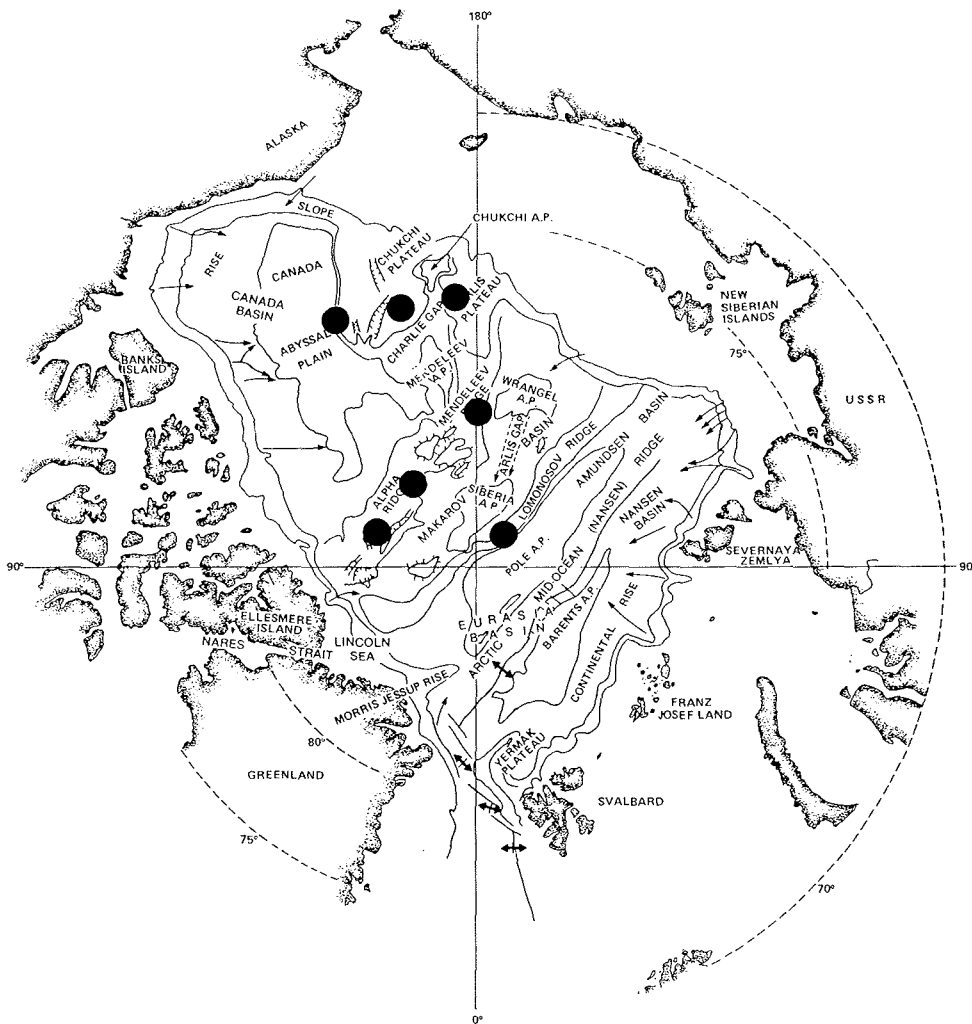 180°
ALASKA
SLOPE
CHUKCHI A.P.
CHUKCHI
PLATEAU
RISE
CANADA
CANADA
BASIN
ABYSSAL
PLAIN
CHARLIE GAP
PLATEAU
NEW
SIBERIAN
ISLANDS
75°
BANKS
ISLAND
MENDELEEV
A.P.
MENDELEEV
WRANGEL
A.P.
ARLIS GAP
BASIN
USSR
ALPHA
RIDGE
MAKAROV
SIBERIA
A.P.
LOMONOSOV RIDGE
AMUNDSEN BASIN
POLE A.P.
ARCTIC MID-OCEAN (NANSEN) RIDGE
NANSEN
BASIN
SEVERNAYA
ZEMLYA
90°
90
EURASIA
BASIN
BARENTS A.P.
CONTINENTAL RISE
ELLESMERE
ISLAND
NARES STRAIT
LINCOLN
SEA
MORRIS JESSUP RISE
FRANZ
JOSEF LAND
YERMAK
PLATEAU
80°
GREENLAND
SVALBARD
75°
70°
0°